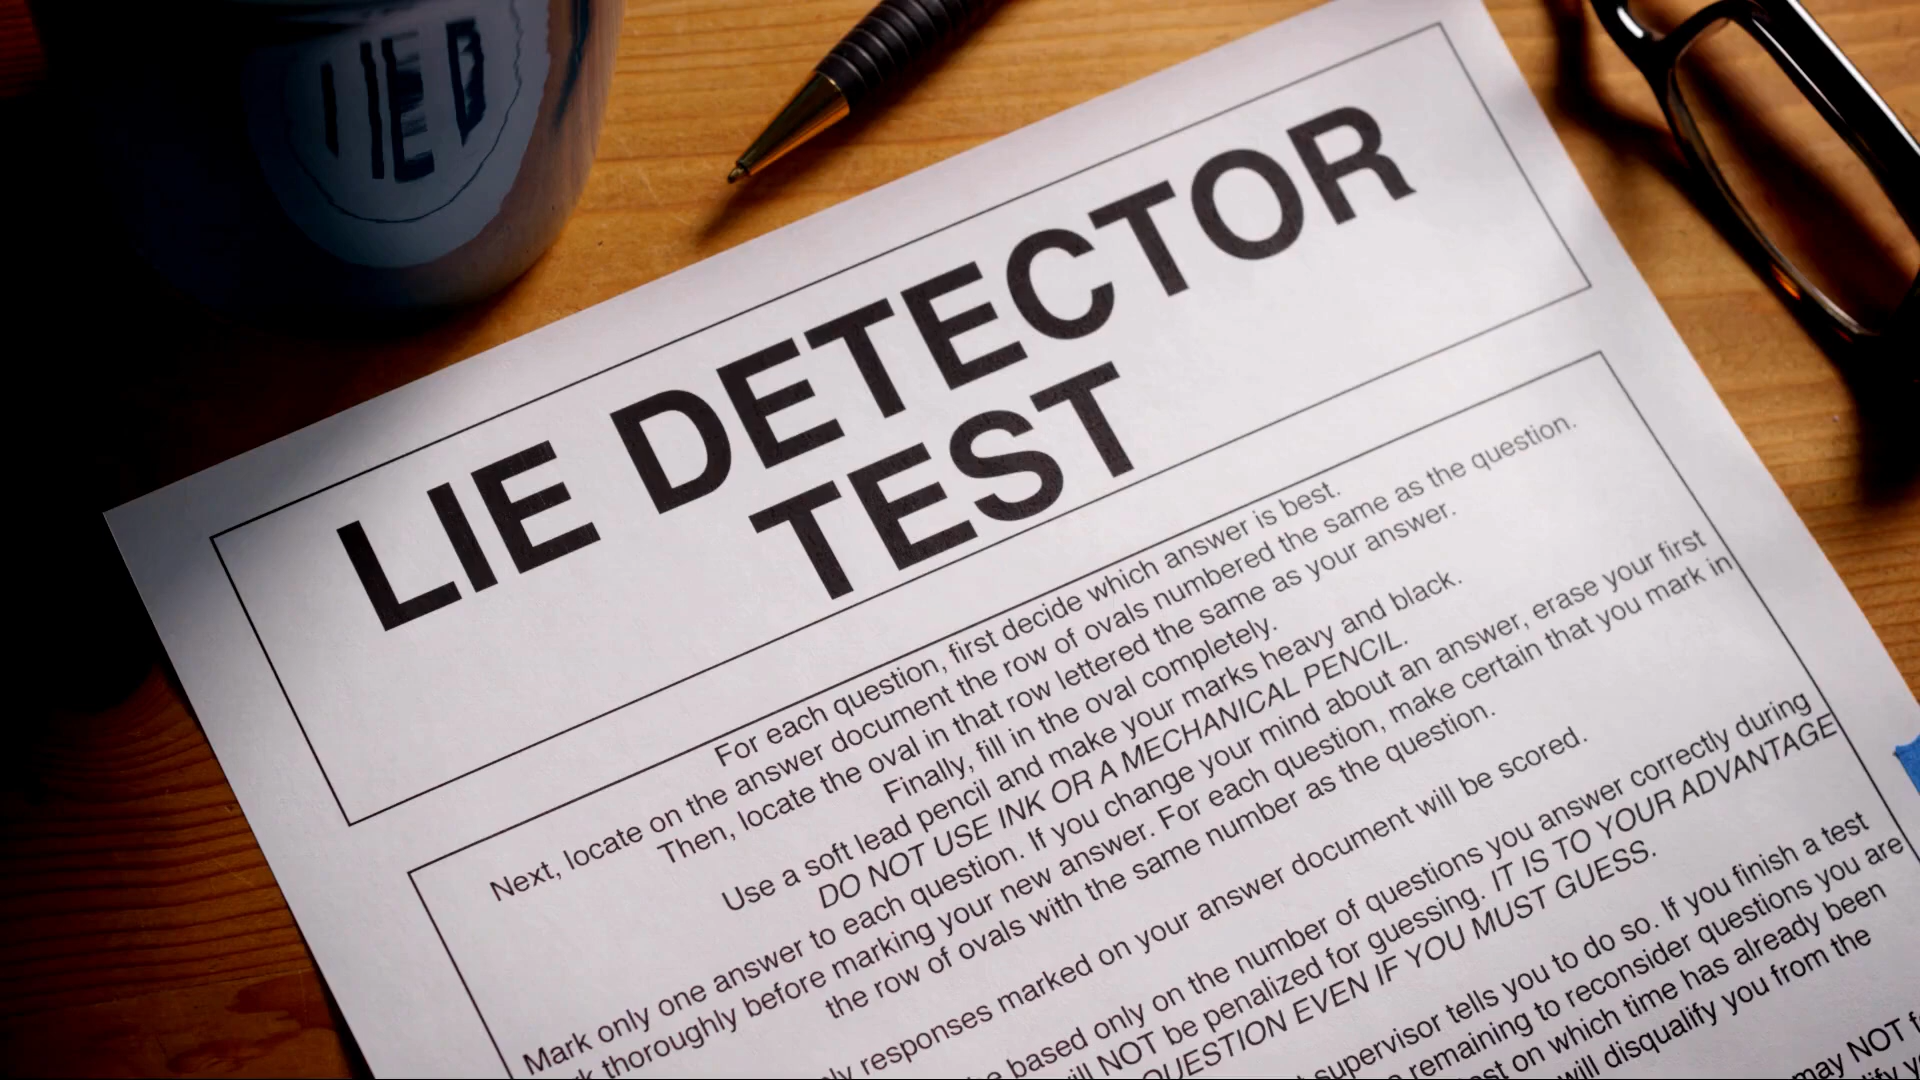 LIE DETECTOR
TEST
For each question, first decide which answer is best.
Next, locate on the answer document the row of ovals numbered the same as the question.
Then, locate the oval in that row lettered the same as your answer.
Finally, fill in the oval completely.
Use a soft lead pencil and make your marks heavy and black.
DO NOT USE INK OR A MECHANICAL PENCIL.
Mark only one answer to each question. If you change your mind about an answer, erase your first
thoroughly before marking your new answer. For each question, make certain that you mark in
the row of ovals with the same number as the question.
responses marked on your answer document will be scored.
based only on the number of questions you answer correctly during
NOT be penalized for guessing. IT IS TO YOUR ADVANTAGE
QUESTION EVEN IF YOU MUST GUESS.
supervisor tells you to do so. If you finish a test
remaining to reconsider questions you are
on which time has already been
will disqualify you from the
may NOT